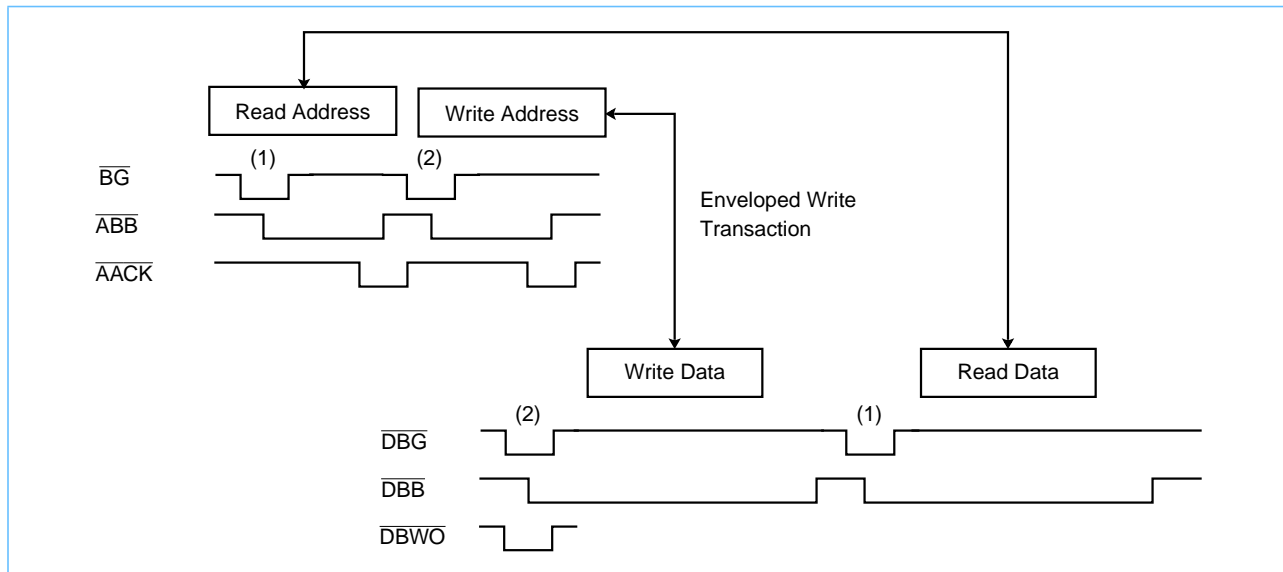 Read Address
Write Address
(1)
(2)
BG
ABB
AACK
Enveloped Write
Transaction
Write Data
Read Data
(2)
(1)
DBG
DBB
DBWO